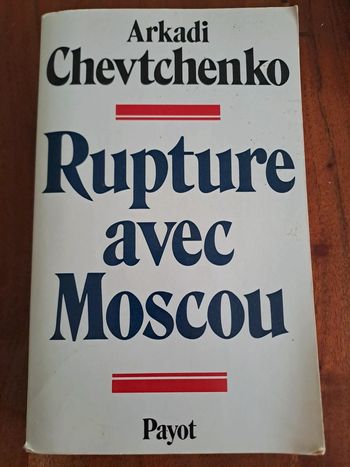 Arkadi
Chevtchenko
Rupture
avec
Moscou
Payot